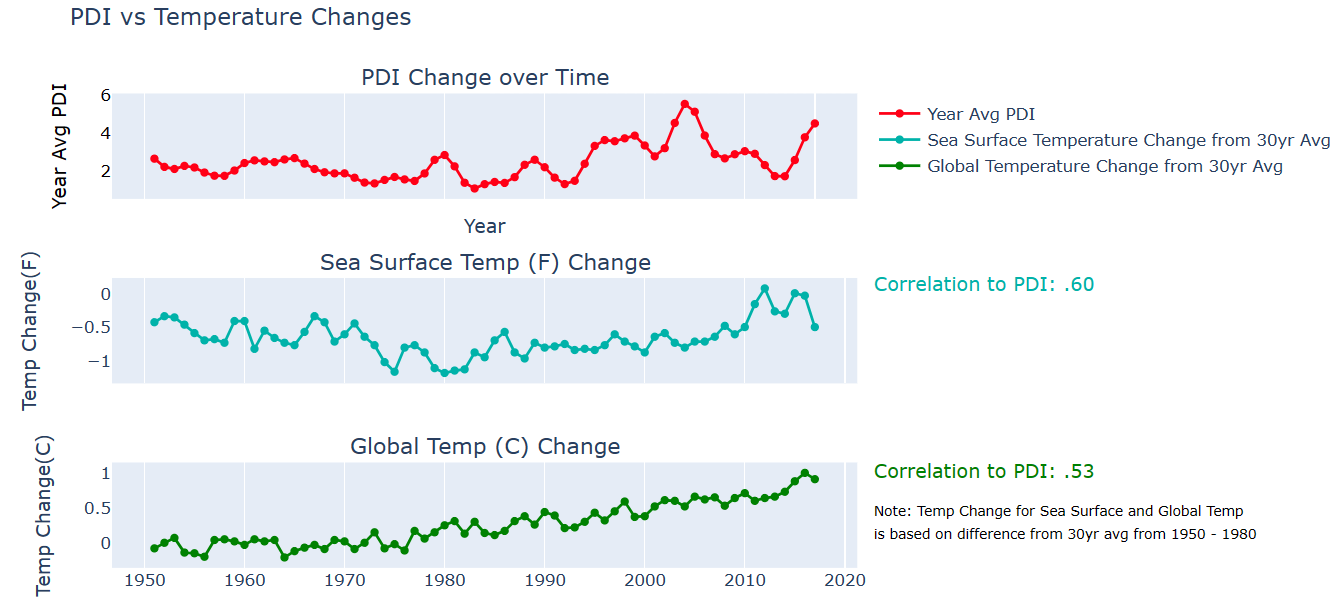 PDI vs Temperature Changes
PDI Change over Time
Year Avg PDI
6
4
2
Year
Year Avg PDI
Sea Surface Temperature Change from 30yr Avg
Global Temperature Change from 30yr Avg
Sea Surface Temp (F) Change
Temp Change(F)
0
−0.5
−1
Correlation to PDI: .60
Global Temp (C) Change
Temp Change(C)
1
0.5
0
1950 1960 1970 1980 1990 2000 2010 2020
Correlation to PDI: .53
Note: Temp Change for Sea Surface and Global Temp
is based on difference from 30yr avg from 1950 - 1980